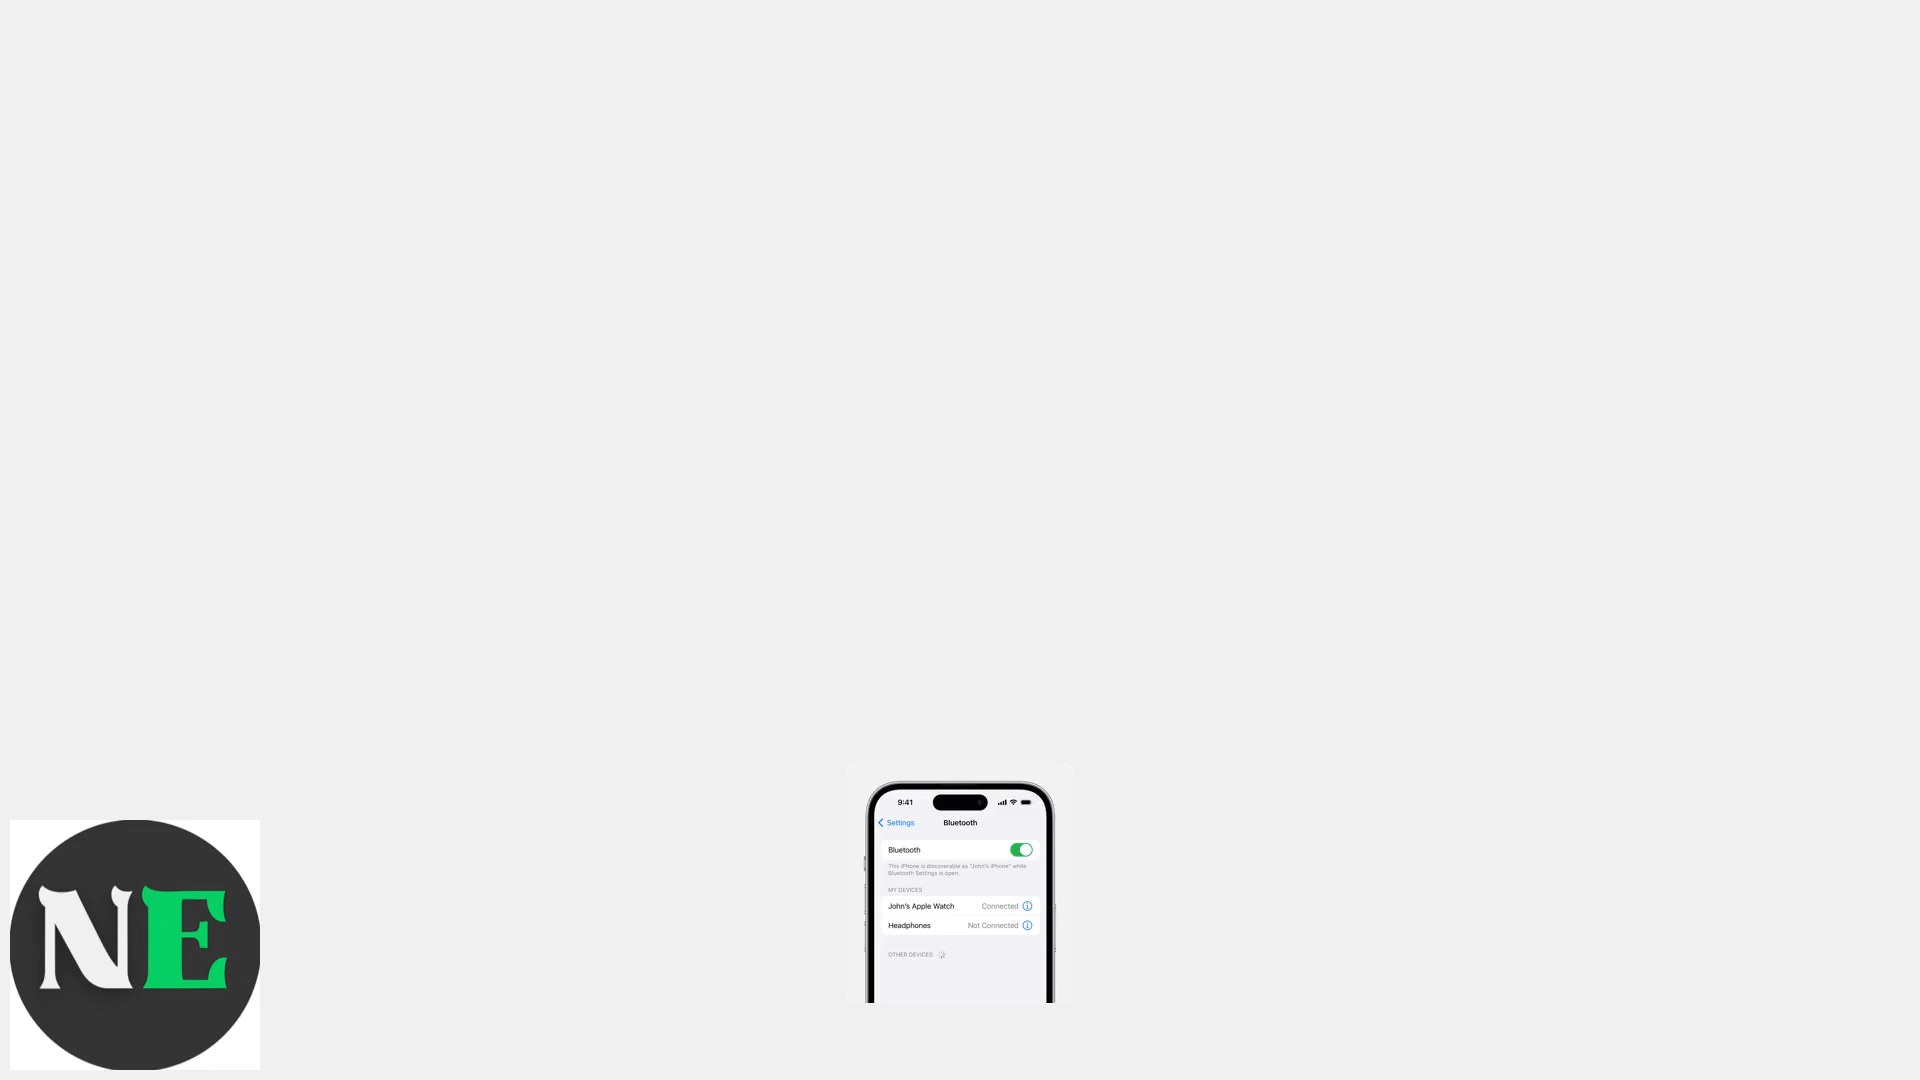 9:41
Settings
Bluetooth
Bluetooth
This iPhone is discoverable as "John's iPhone" while
Bluetooth Settings is open.
MY DEVICES
John's Apple Watch Connected
Headphones Not Connected
OTHER DEVICES
NE